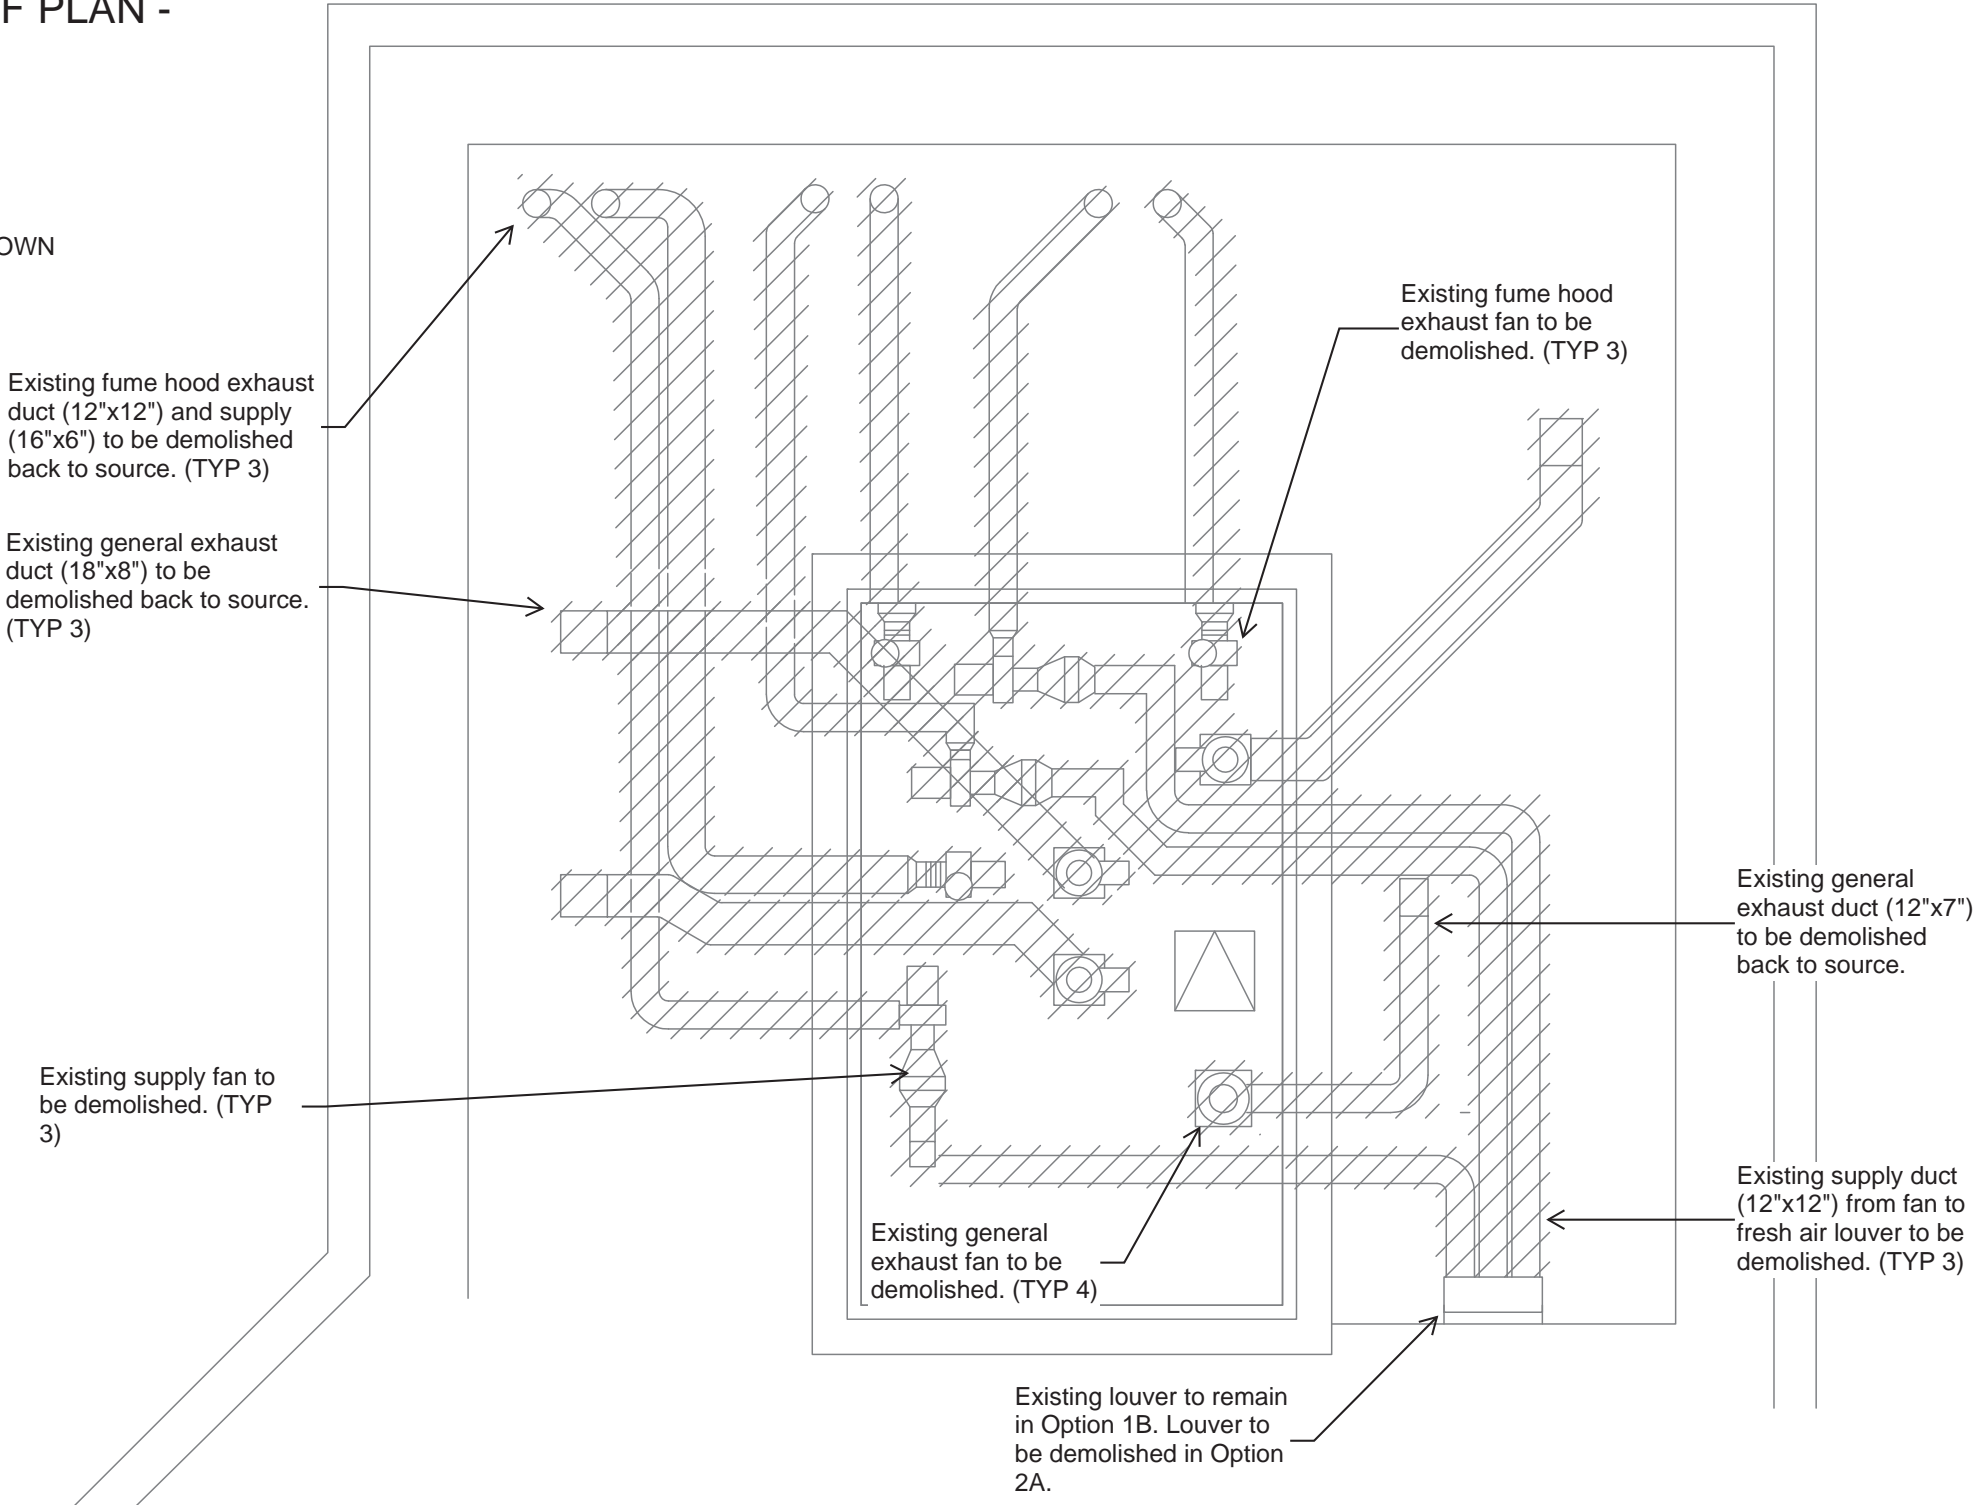 F PLAN -
OWN
Existing fume hood exhaust
duct (12"x12") and supply
(16"x6") to be demolished
back to source. (TYP 3)
Existing general exhaust
duct (18"x8") to be
demolished back to source.
(TYP 3)
Existing supply fan to
be demolished. (TYP
3)
Existing fume hood
exhaust fan to be
demolished. (TYP 3)
Existing general
exhaust duct (12"x7")
to be demolished
back to source.
Existing supply duct
(12"x12") from fan to
fresh air louver to be
demolished. (TYP 3)
Existing general
exhaust fan to be
demolished. (TYP 4)
Existing louver to remain
in Option 1B. Louver to
be demolished in Option
2A.